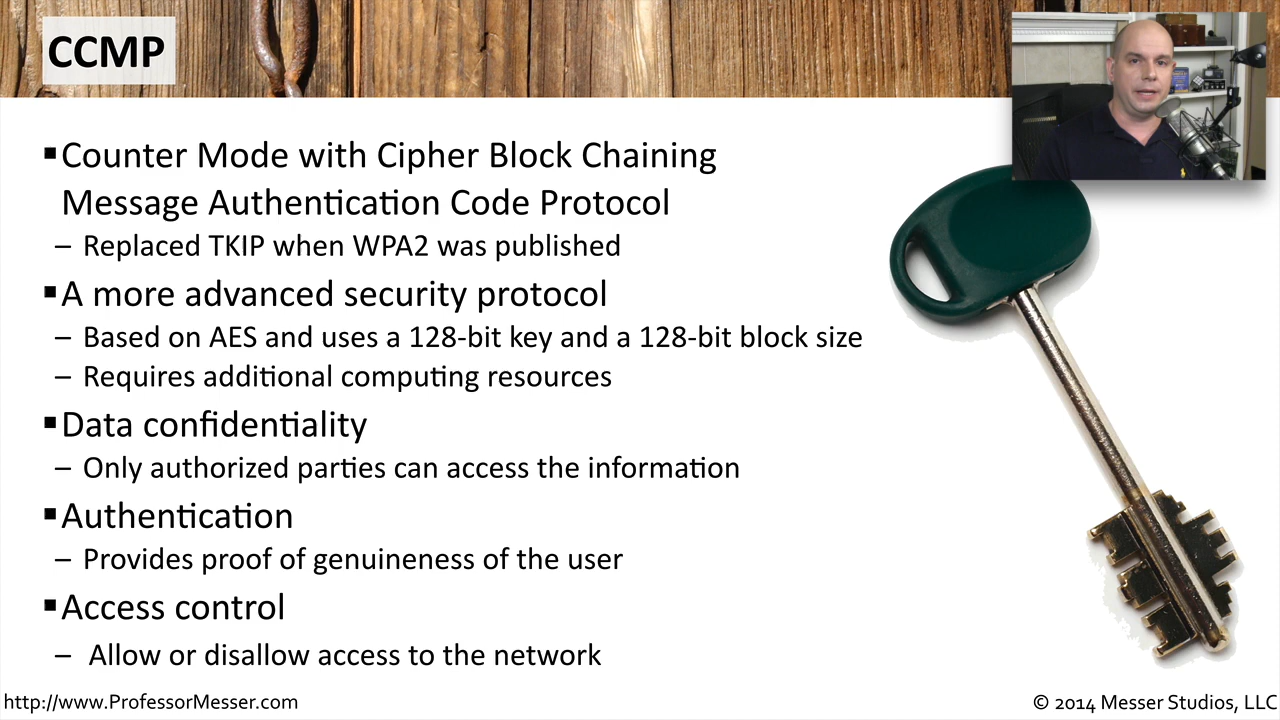 CCMP
▪Counter Mode with Cipher Block Chaining
Message Authentication Code Protocol
– Replaced TKIP when WPA2 was published
▪A more advanced security protocol
– Based on AES and uses a 128-bit key and a 128-bit block size
– Requires additional computing resources
▪Data confidentiality
– Only authorized parties can access the information
▪Authentication
– Provides proof of genuineness of the user
▪Access control
– Allow or disallow access to the network
http://www.ProfessorMesser.com
© 2014 Messer Studios, LLC